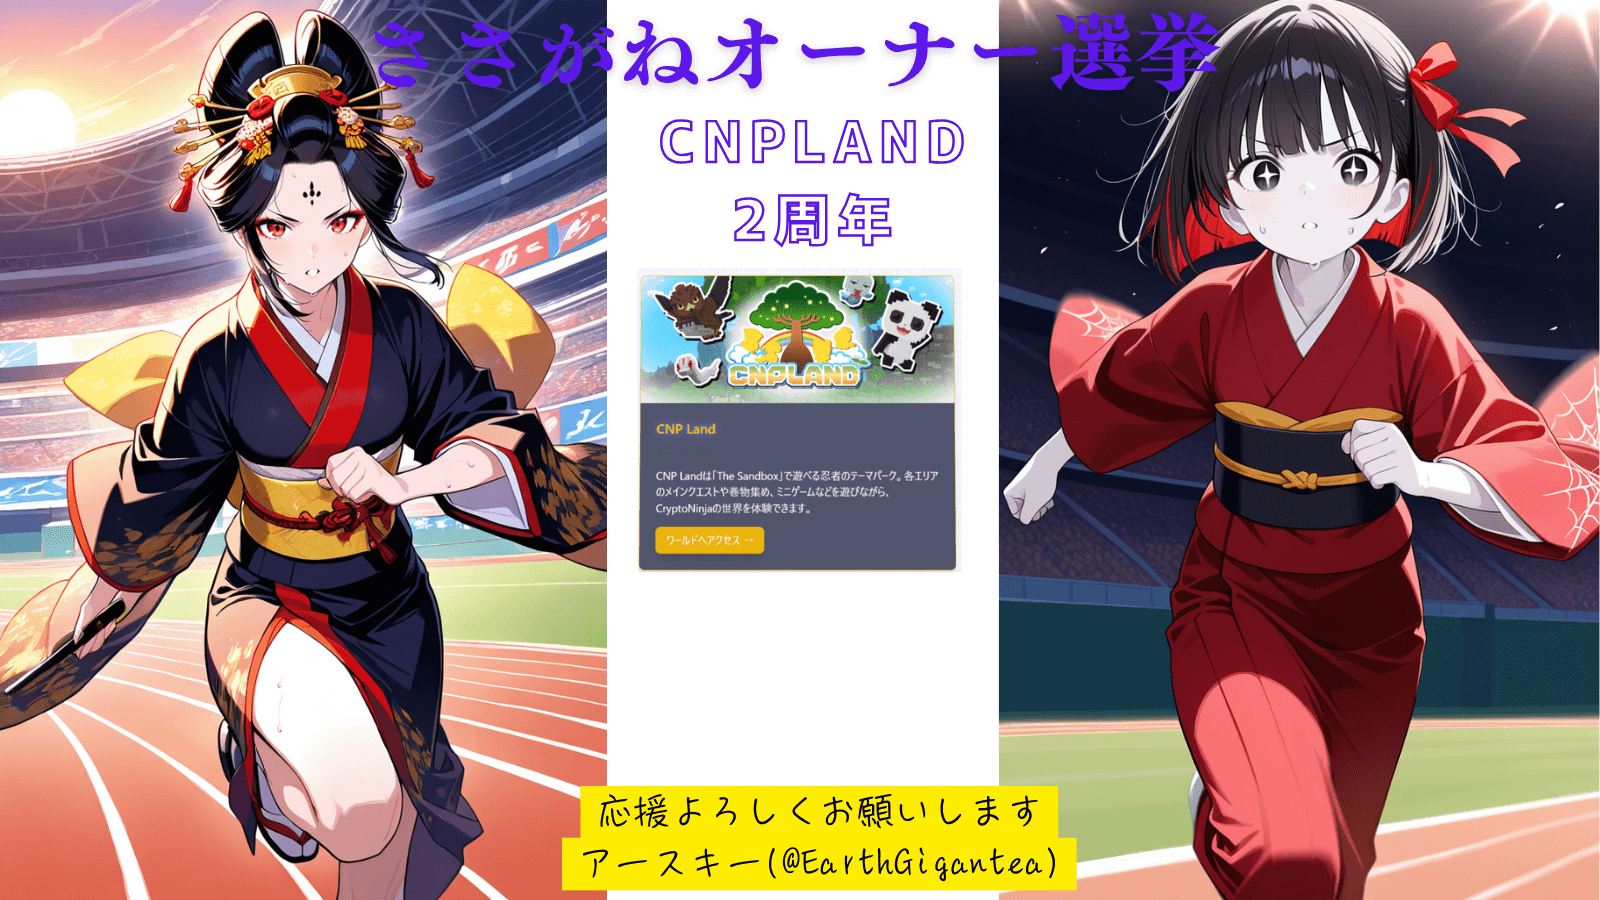 ささがねオーナー選挙
CNPLAND
2周年
CNPLAND
CNP Land
CNP Landは「The Sandbox」で遊べる忍者のテーマパーク。各エリア
のメインクエストや巻物集め、ミニゲームなどを遊びながら、
CryptoNinjaの世界を体験できます。
ワールドへアクセス →
応援よろしくお願いします
アースキー(@EarthGigantea)